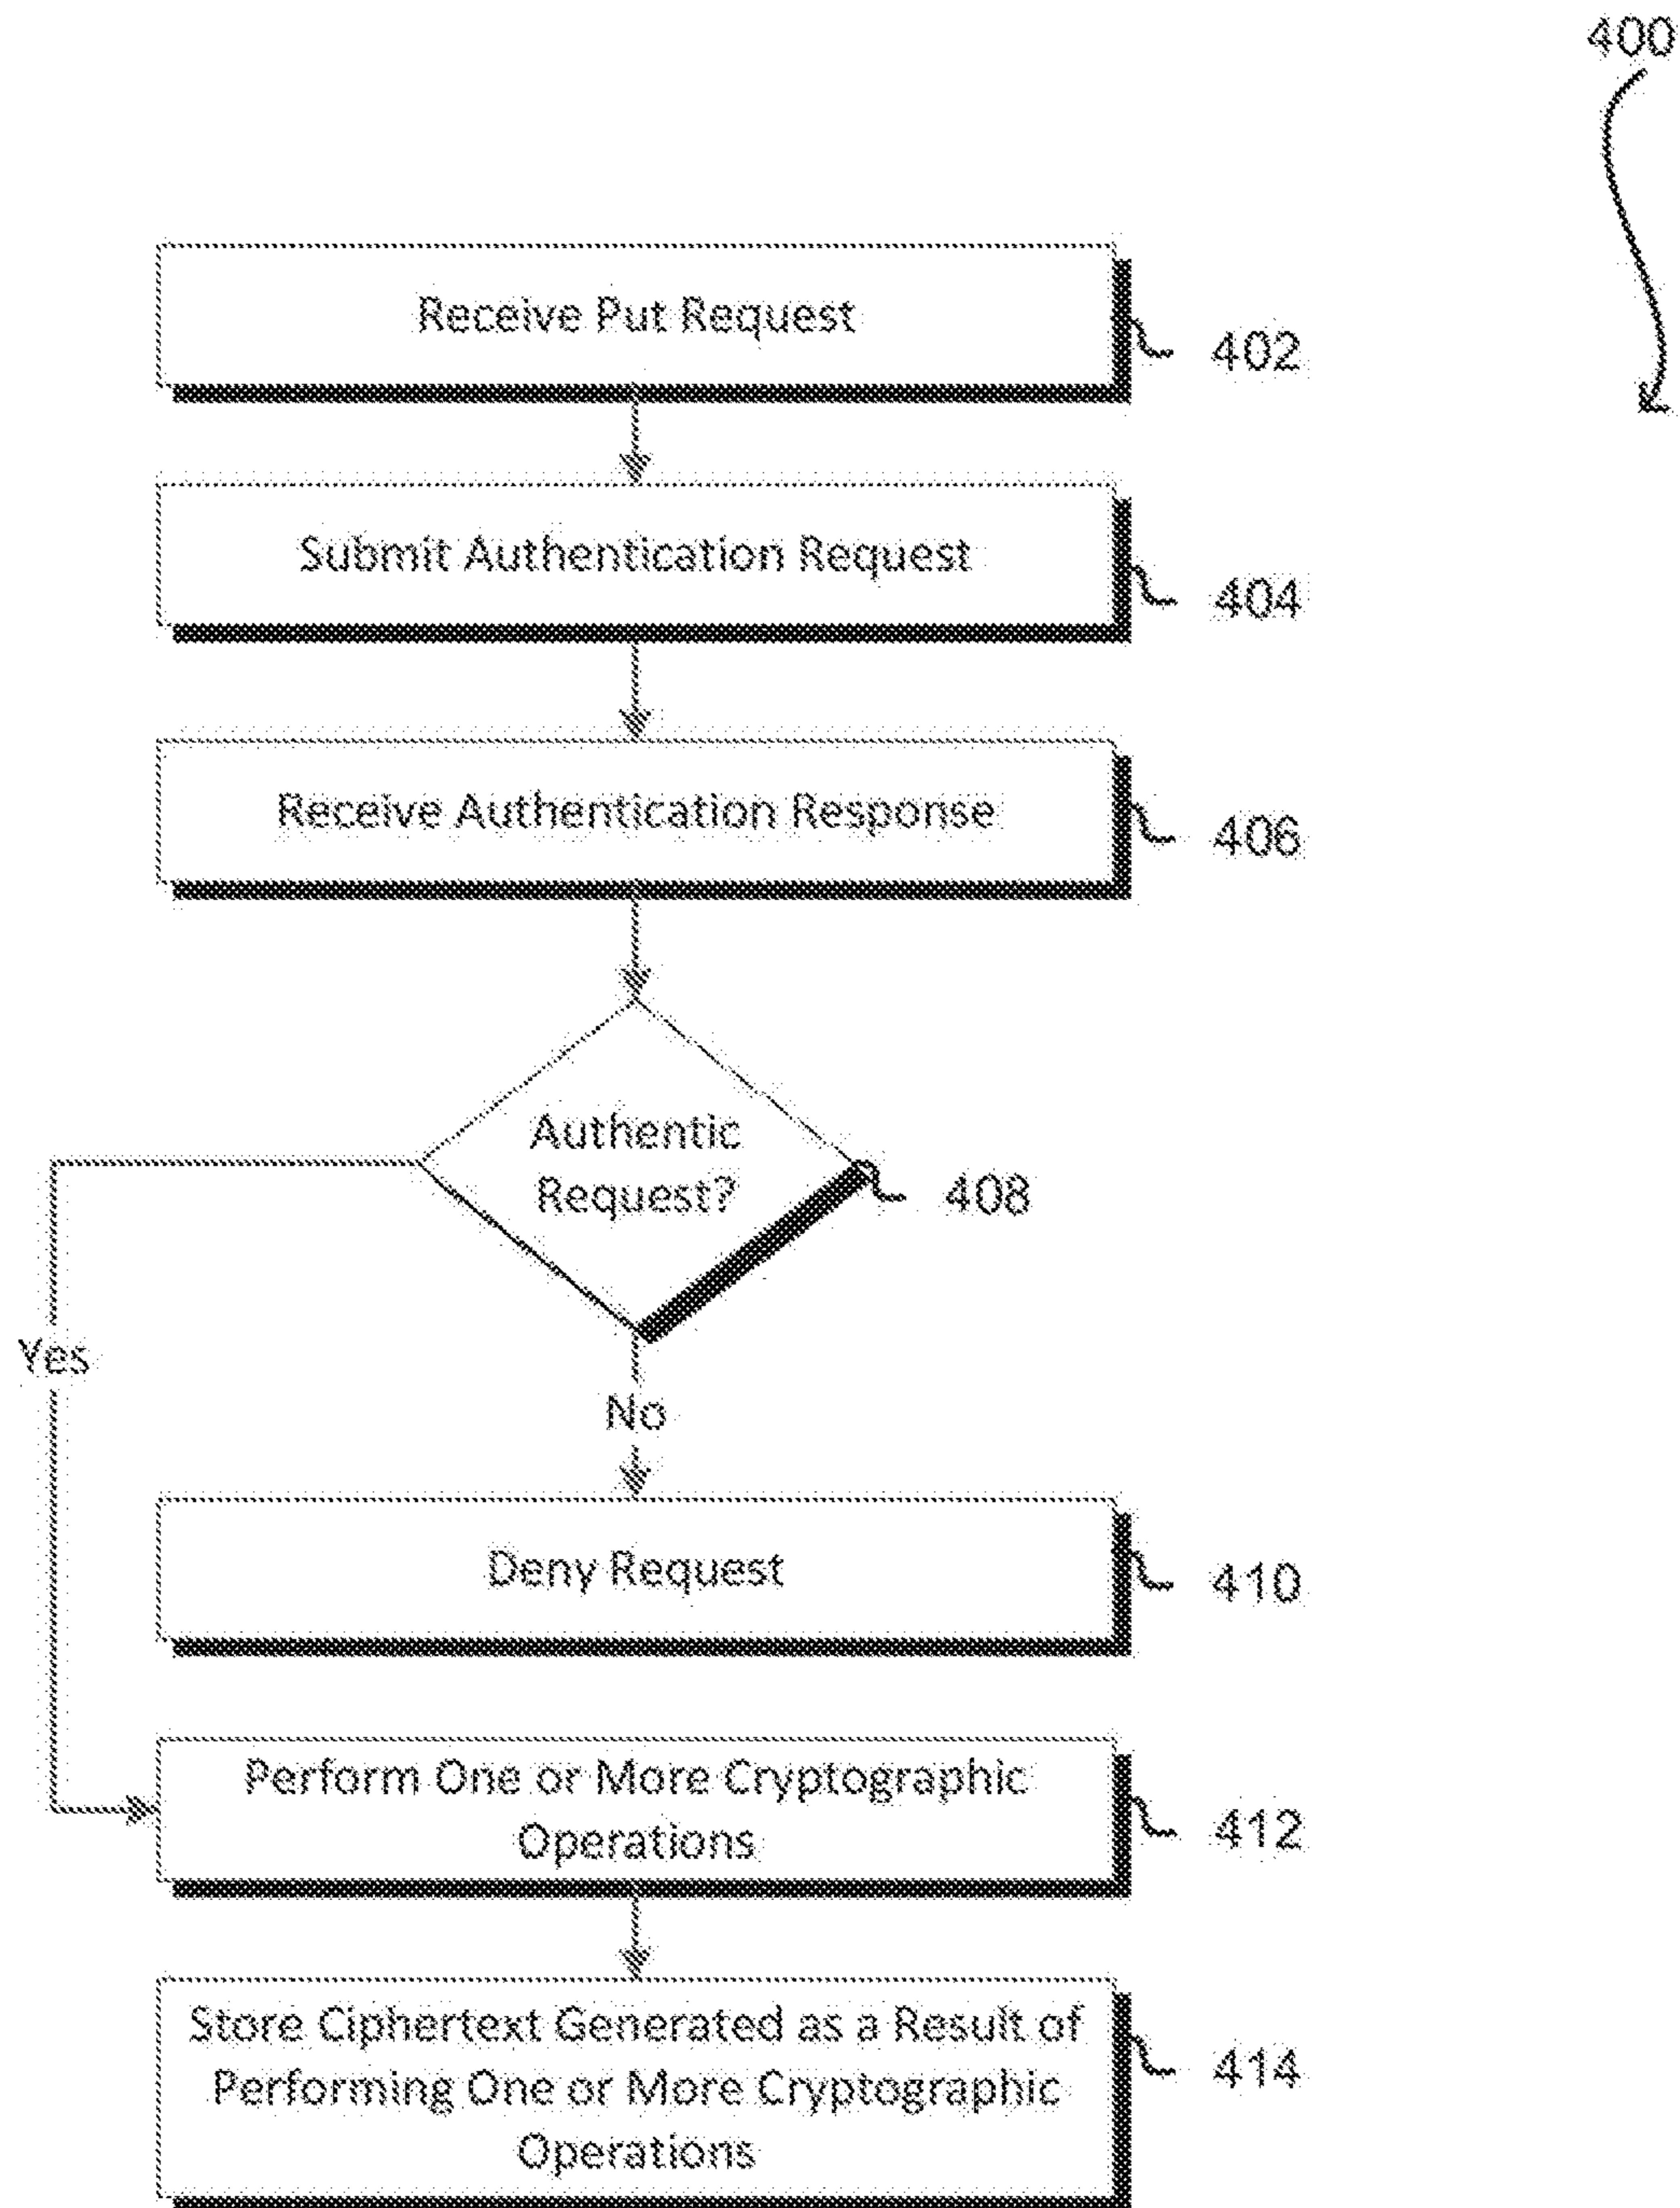 400
Receive Put Request
402
Submit Authentication Request
404
Receive Authentication Response
406
Authentic
Request?
408
Yes
No
Deny Request
410
Perform One or More Cryptographic
Operations
412
Store Ciphertext Generated as a Result of
Performing One or More Cryptographic
Operations
414